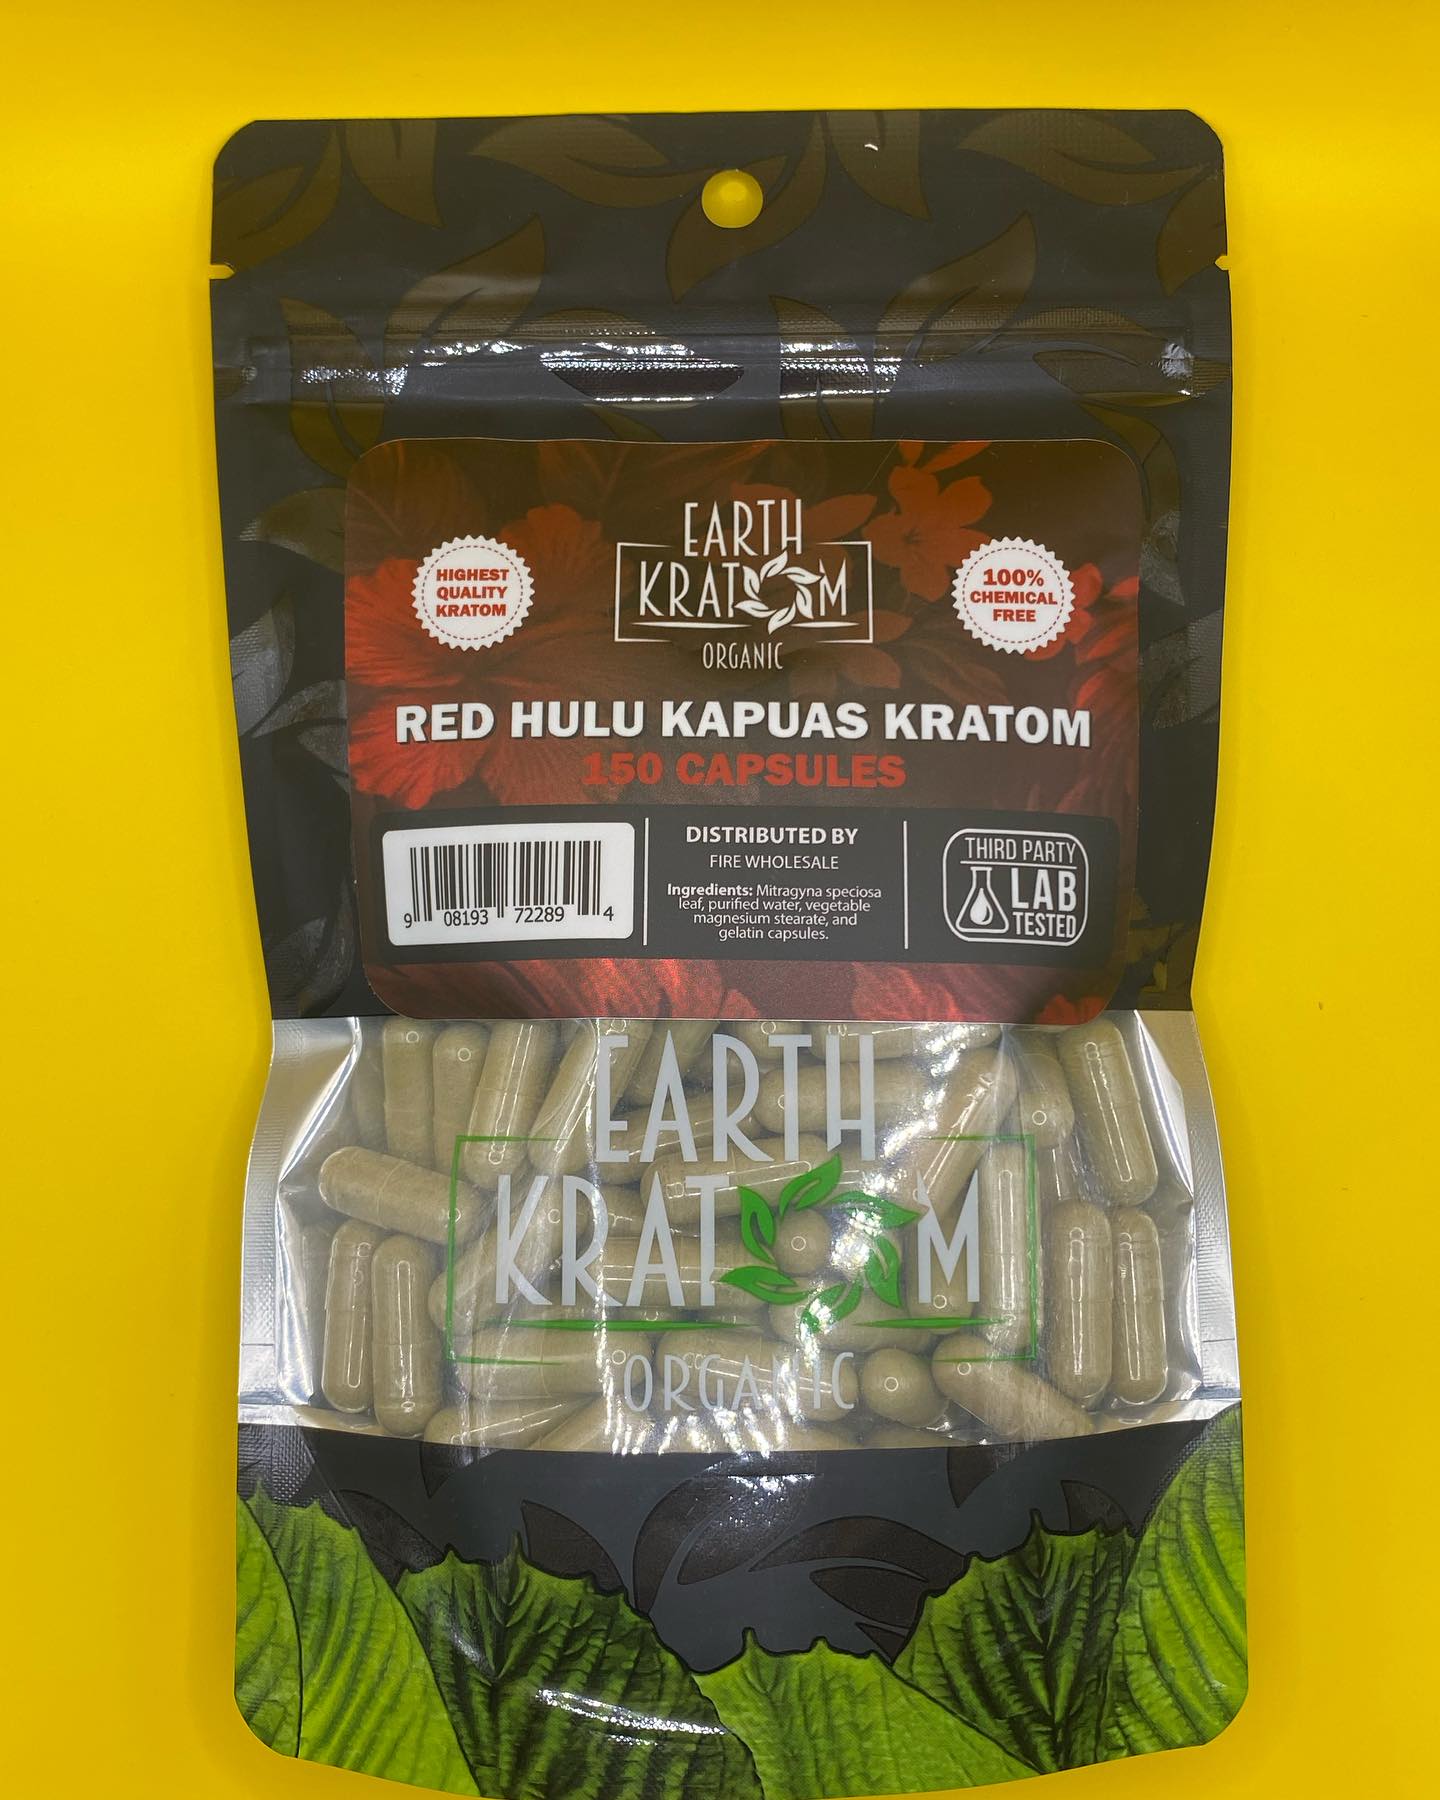 EARTH
KRATOM
ORGANIC
HIGHEST
QUALITY
KRATOM
100%
CHEMICAL
FREE
RED HULU KAPUAS KRATOM
150 CAPSULES
9 08193 72289 4
DISTRIBUTED BY
FIRE WHOLESALE
Ingredients: Mitragyna speciosa
leaf, purified water, vegetable
magnesium stearate, and
gelatin capsules.
THIRD PARTY
LAB
TESTED
EARTH
KRATOM
ORGANIC